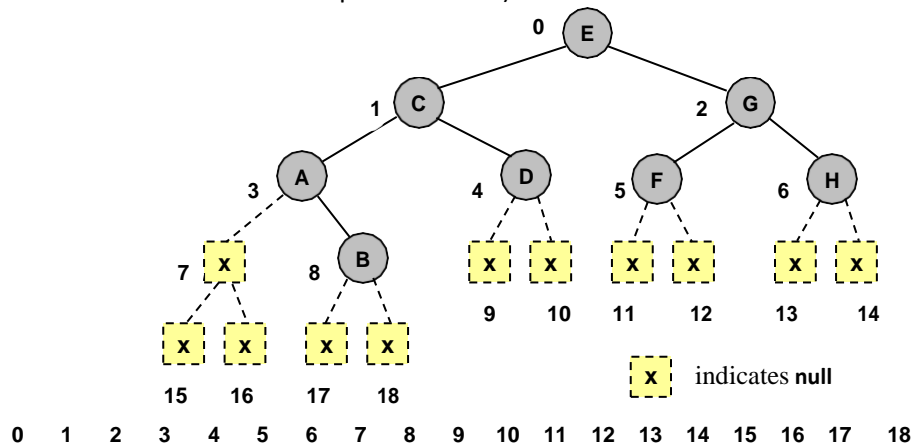 0 E
1 C 2 G
3 A 4 D 5 F 6 H
7 x 8 B x x x x x x
9 10 11 12 13 14
x x x x
x indicates null
15 16 17 18
0 1 2 3 4 5 6 7 8 9 10 11 12 13 14 15 16 17 18